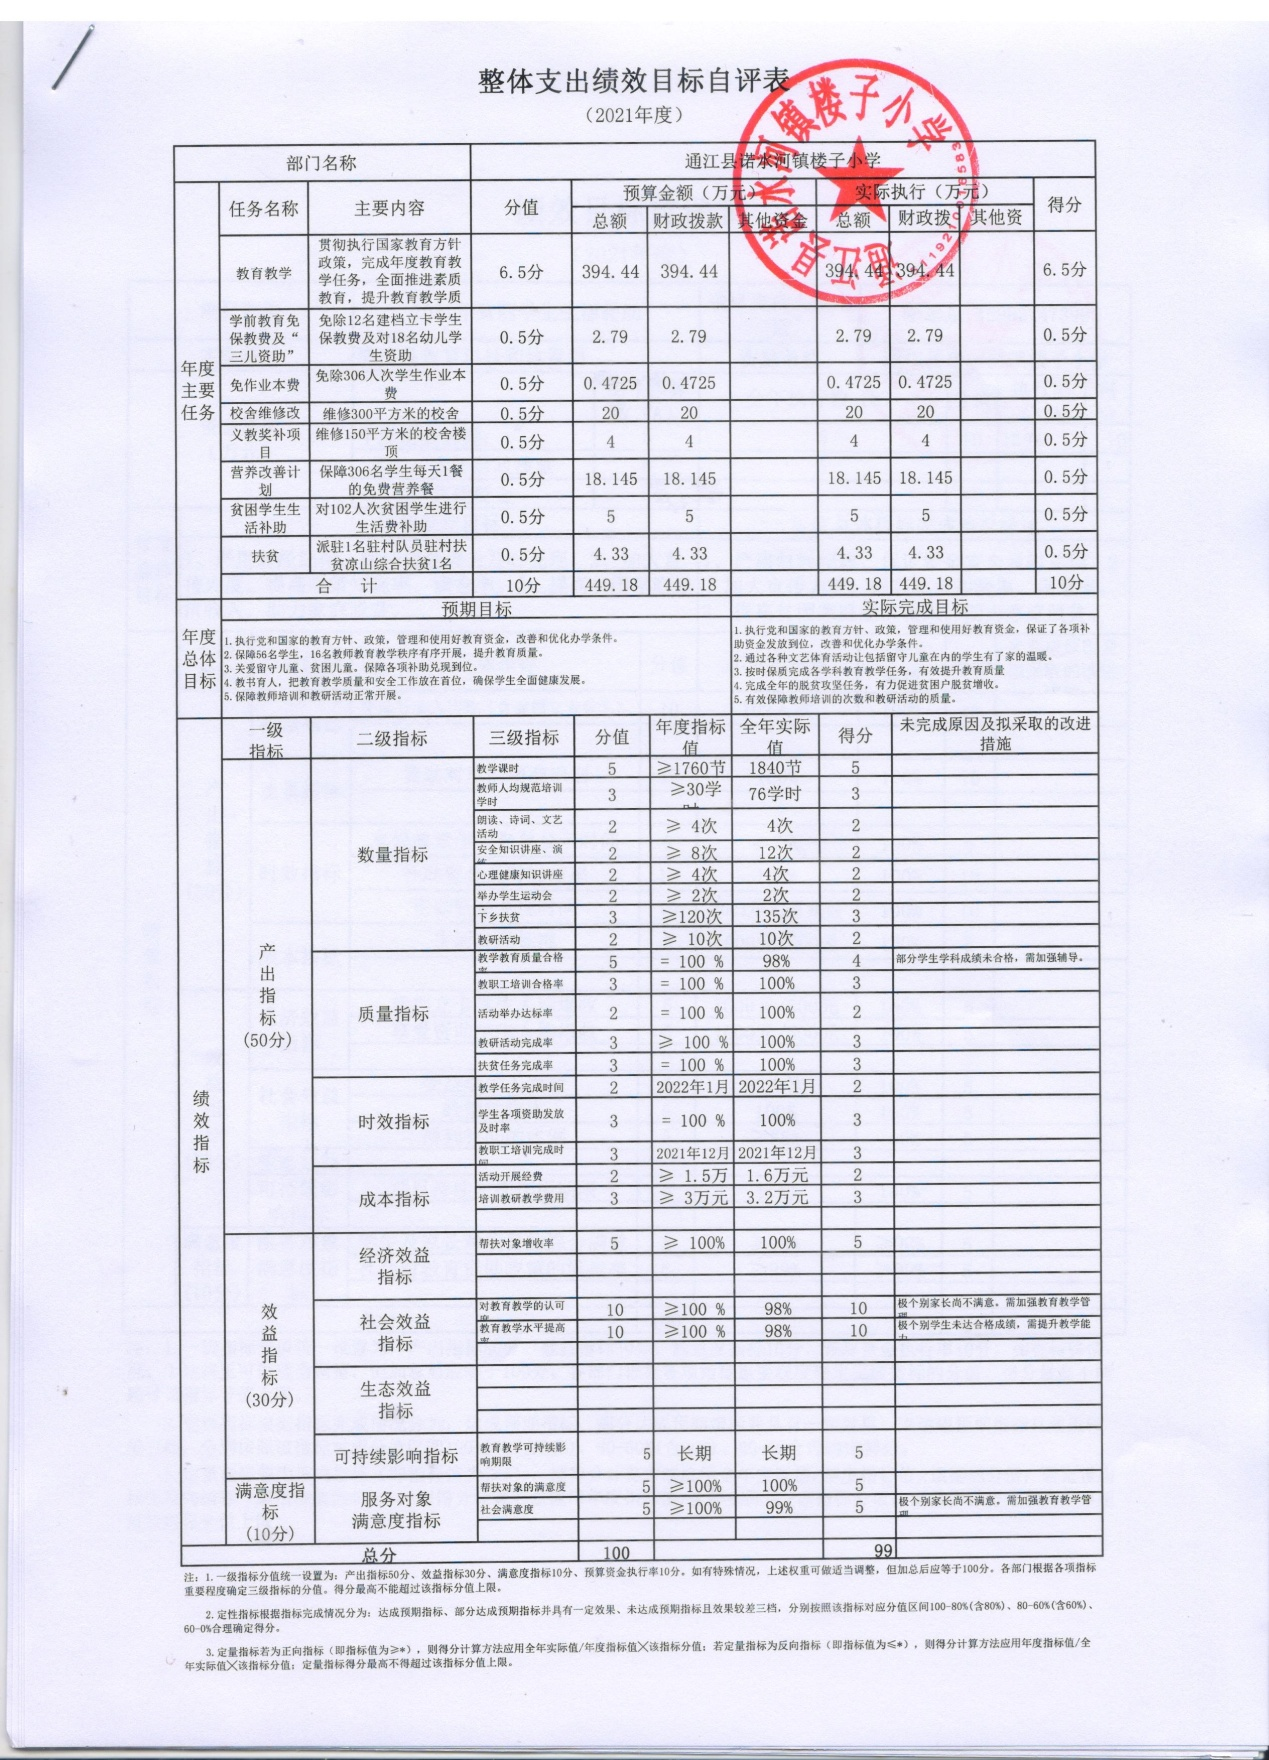 整体支出绩效目标自评表
（2021年度）
部门名称 通江县诺水河镇楼子小学
年度主要任务 任务名称 主要内容 分值 预算金额（万元） 实际执行（万元） 得分
总额 财政拨款 其他资金 总额 财政拨 其他资
教育教学 贯彻执行国家教育方针政策，完成年度教育教学任务，全面推进素质教育，提升教育教学质 6.5分 394.44 394.44 394.44 394.44 6.5分
学前教育免保教费及“三儿资助” 免除12名建档立卡学生保教费及对18名幼儿学生资助 0.5分 2.79 2.79 2.79 2.79 0.5分
免作业本费 免除306人次学生作业本费 0.5分 0.4725 0.4725 0.4725 0.4725 0.5分
校舍维修改 维修300平方米的校舍 0.5分 20 20 20 20 0.5分
义教奖补项目 维修150平方米的校舍楼顶 0.5分 4 4 4 4 0.5分
营养改善计划 保障306名学生每天1餐的免费营养餐 0.5分 18.145 18.145 18.145 18.145 0.5分
贫困学生生活补助 对102人次贫困学生进行生活费补助 0.5分 5 5 5 5 0.5分
扶贫 派驻1名驻村队员驻村扶贫凉山综合扶贫1名 0.5分 4.33 4.33 4.33 4.33 0.5分
合 计 10分 449.18 449.18 449.18 449.18 10分
年度总体目标 预期目标 实际完成目标
1.执行党和国家的教育方针、政策，管理和使用好教育资金，改善和优化办学条件。
2.保障56名学生，16名教师教育教学秩序有序开展，提升教育质量。
3.关爱留守儿童、贫困儿童。保障各项补助兑现到位。
4.教书育人，把教育教学质量和安全工作放在首位，确保学生全面健康发展。
5.保障教师培训和教研活动正常开展。
1.执行党和国家的教育方针、政策，管理和使用好教育资金，保证了各项补
助资金发放到位，改善和优化办学条件。
2.通过各种文艺体育活动让包括留守儿童在内的学生有了家的温暖。
3.按时保质完成各学科教育教学任务，有效提升教育质量
4.完成全年的脱贫攻坚任务，有力促进贫困户脱贫增收。
5.有效保障教师培训的次数和教研活动的质量。
绩效指标 一级指标 二级指标 三级指标 分值 年度指标值 全年实际值 得分 未完成原因及拟采取的改进措施
产出指标(50分) 数量指标 教学课时 5 ≥1760节 1840节 5
教师人均规范培训学时 3 ≥30学 76学时 3
朗读、诗词、文艺活动 2 ≥ 4次 4次 2
安全知识讲座、演 2 ≥ 8次 12次 2
心理健康知识讲座 2 ≥ 4次 4次 2
举办学生运动会 2 ≥ 2次 2次 2
下乡扶贫 3 ≥120次 135次 3
教研活动 2 ≥ 10次 10次 2
质量指标 教学教育质量合格 5 = 100 % 98% 4 部分学生学科成绩未合格，需加强辅导。
教职工培训合格率 3 = 100 % 100% 3
活动举办达标率 2 = 100 % 100% 2
教研活动完成率 3 ≥ 100 % 100% 3
扶贫任务完成率 3 = 100 % 100% 3
时效指标 教学任务完成时间 2 2022年1月 2022年1月 2
学生各项资助发放及时率 3 = 100 % 100% 3
教职工培训完成时 3 2021年12月 2021年12月 3
成本指标 活动开展经费 2 ≥ 1.5万 1.6万元 2
培训教研教学费用 3 ≥ 3万元 3.2万元 3
效益指标(30分) 经济效益指标 帮扶对象增收率 5 ≥ 100% 100% 5
社会效益指标 对教育教学的认可 10 ≥100 % 98% 10 极个别家长尚不满意。需加强教育教学管
教育教学水平提高 10 ≥100 % 98% 10 极个别学生未达合格成绩，需提升教学能
生态效益指标
可持续影响指标 教育教学可持续影响期限 5 长期 长期 5
满意度指标(10分) 服务对象满意度指标 帮扶对象的满意度 5 ≥100% 100% 5
社会满意度 5 ≥100% 99% 5 极个别家长尚不满意。需加强教育教学管
总分 100 99
注：1.一级指标分值统一设置为：产出指标50分、效益指标30分、满意度指标10分、预算资金执行率10分。如有特殊情况，上述权重可做适当调整，但加总后应等于100分。各部门根据各项指标
重要程度确定三级指标的分值。得分最高不能超过该指标分值上限。
2.定性指标根据指标完成情况分为：达成预期指标、部分达成预期指标并具有一定效果、未达成预期指标且效果较差三档，分别按照该指标对应分值区间100-80%(含80%)、80-60%(含60%)、
60-0%合理确定得分。
3.定量指标若为正向指标（即指标值为≥*），则得分计算方法应用全年实际值/年度指标值╳该指标分值；若定量指标为反向指标（即指标值为≤*），则得分计算方法应用年度指标值/全
年实际值╳该指标分值；定量指标得分最高不得超过该指标分值上限。
通江县诺水河镇楼子小学